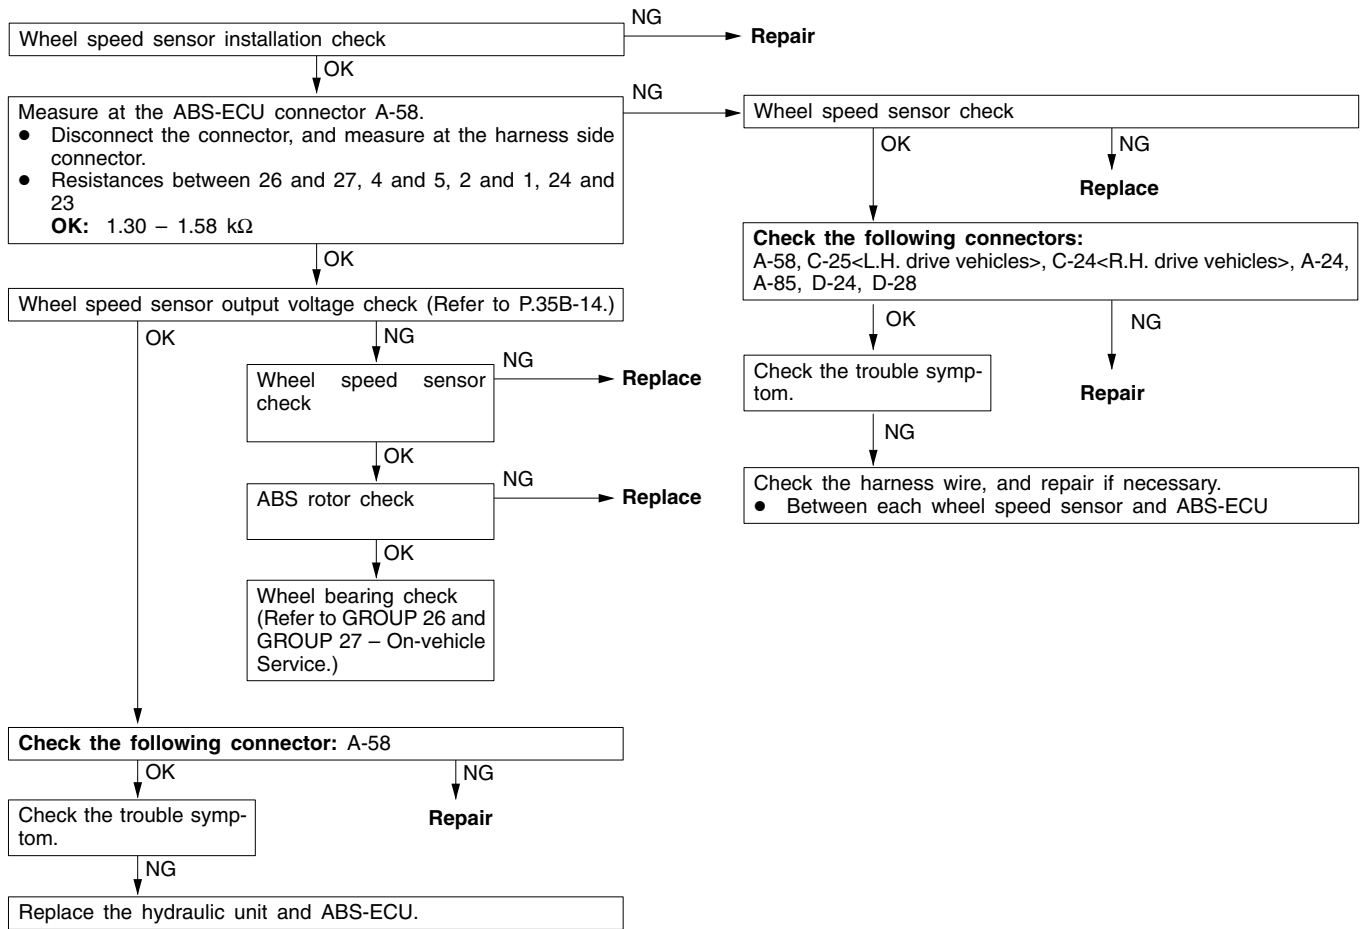 Wheel speed sensor installation check
NG
Repair
OK
Measure at the ABS-ECU connector A-58.
● Disconnect the connector, and measure at the harness side
connector.
● Resistances between 26 and 27, 4 and 5, 2 and 1, 24 and
23
OK: 1.30 – 1.58 kΩ
NG
Wheel speed sensor check
OK
NG
Replace
Check the following connectors:
A-58, C-25<L.H. drive vehicles>, C-24<R.H. drive vehicles>, A-24,
A-85, D-24, D-28
OK
NG
Check the trouble symp-
tom.
Repair
NG
Check the harness wire, and repair if necessary.
● Between each wheel speed sensor and ABS-ECU
OK
Wheel speed sensor output voltage check (Refer to P.35B-14.)
OK
NG
Wheel speed sensor
check
NG
Replace
OK
ABS rotor check
NG
Replace
OK
Wheel bearing check
(Refer to GROUP 26 and
GROUP 27 – On-vehicle
Service.)
Check the following connector: A-58
OK
NG
Check the trouble symp-
tom.
Repair
NG
Replace the hydraulic unit and ABS-ECU.